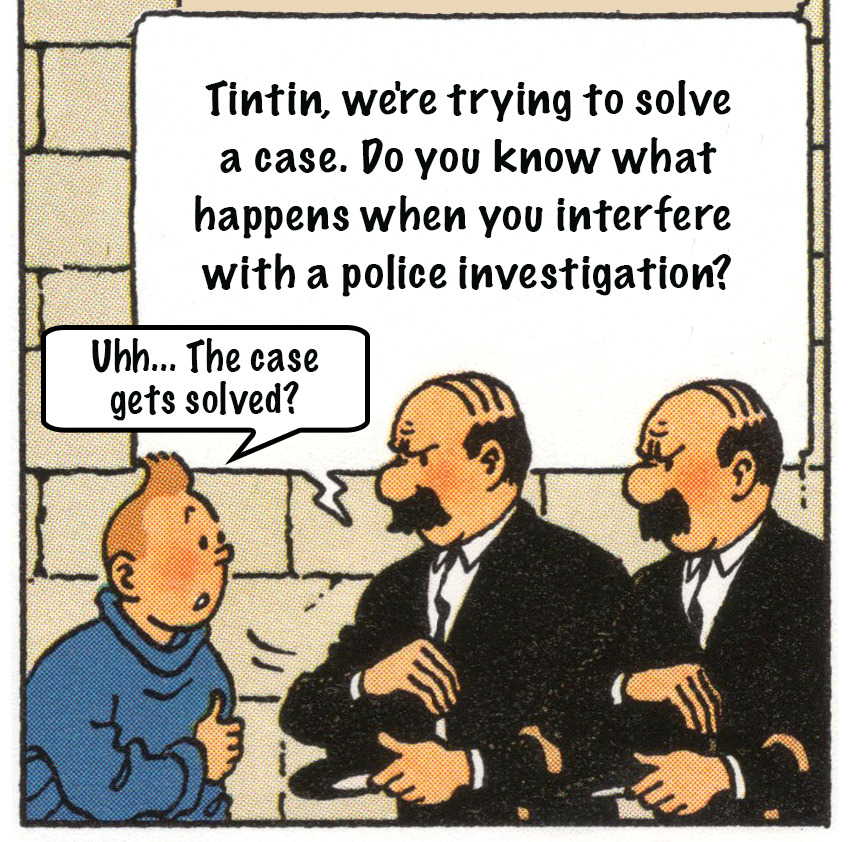 Tintin, we're trying to solve
a case. Do you know what
happens when you interfere
with a police investigation?
Uhh... The case
gets solved?